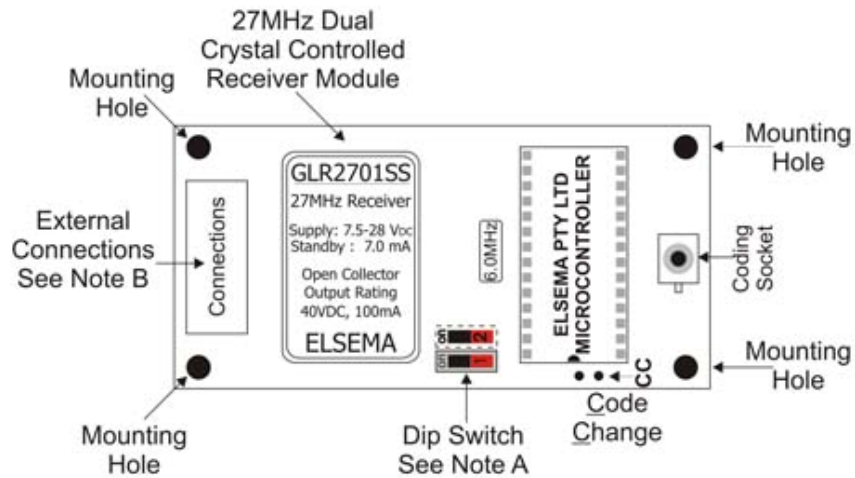 27MHz Dual
Crystal Controlled
Receiver Module
Mounting
Hole
Mounting
Hole
External
Connections
See Note B
Connections
GLR2701SS
27MHz Receiver
Supply: 7.5-28 VDC
Standby : 7.0 mA
Open Collector
Output Rating
40VDC, 100mA
ELSEMA
6.0MHz
ELSEMA PTY LTD
MICROCONTROLLER
Coding
Socket
on 2
on 1
CC
Code
Change
Mounting
Hole
Mounting
Hole
Dip Switch
See Note A